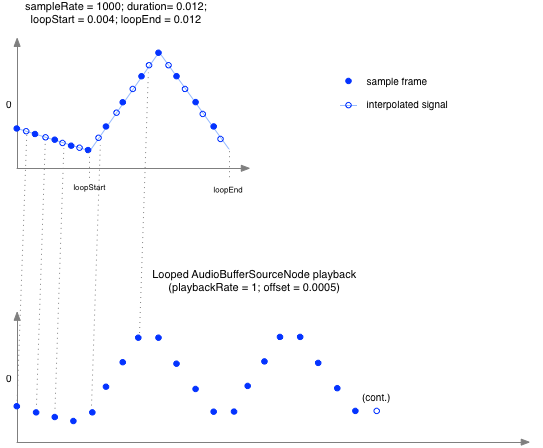 sampleRate = 1000; duration= 0.012;
loopStart = 0.004; loopEnd = 0.012
0
sample frame
interpolated signal
loopStart
loopEnd
Looped AudioBufferSourceNode playback
(playbackRate = 1; offset = 0.0005)
0
(cont.)